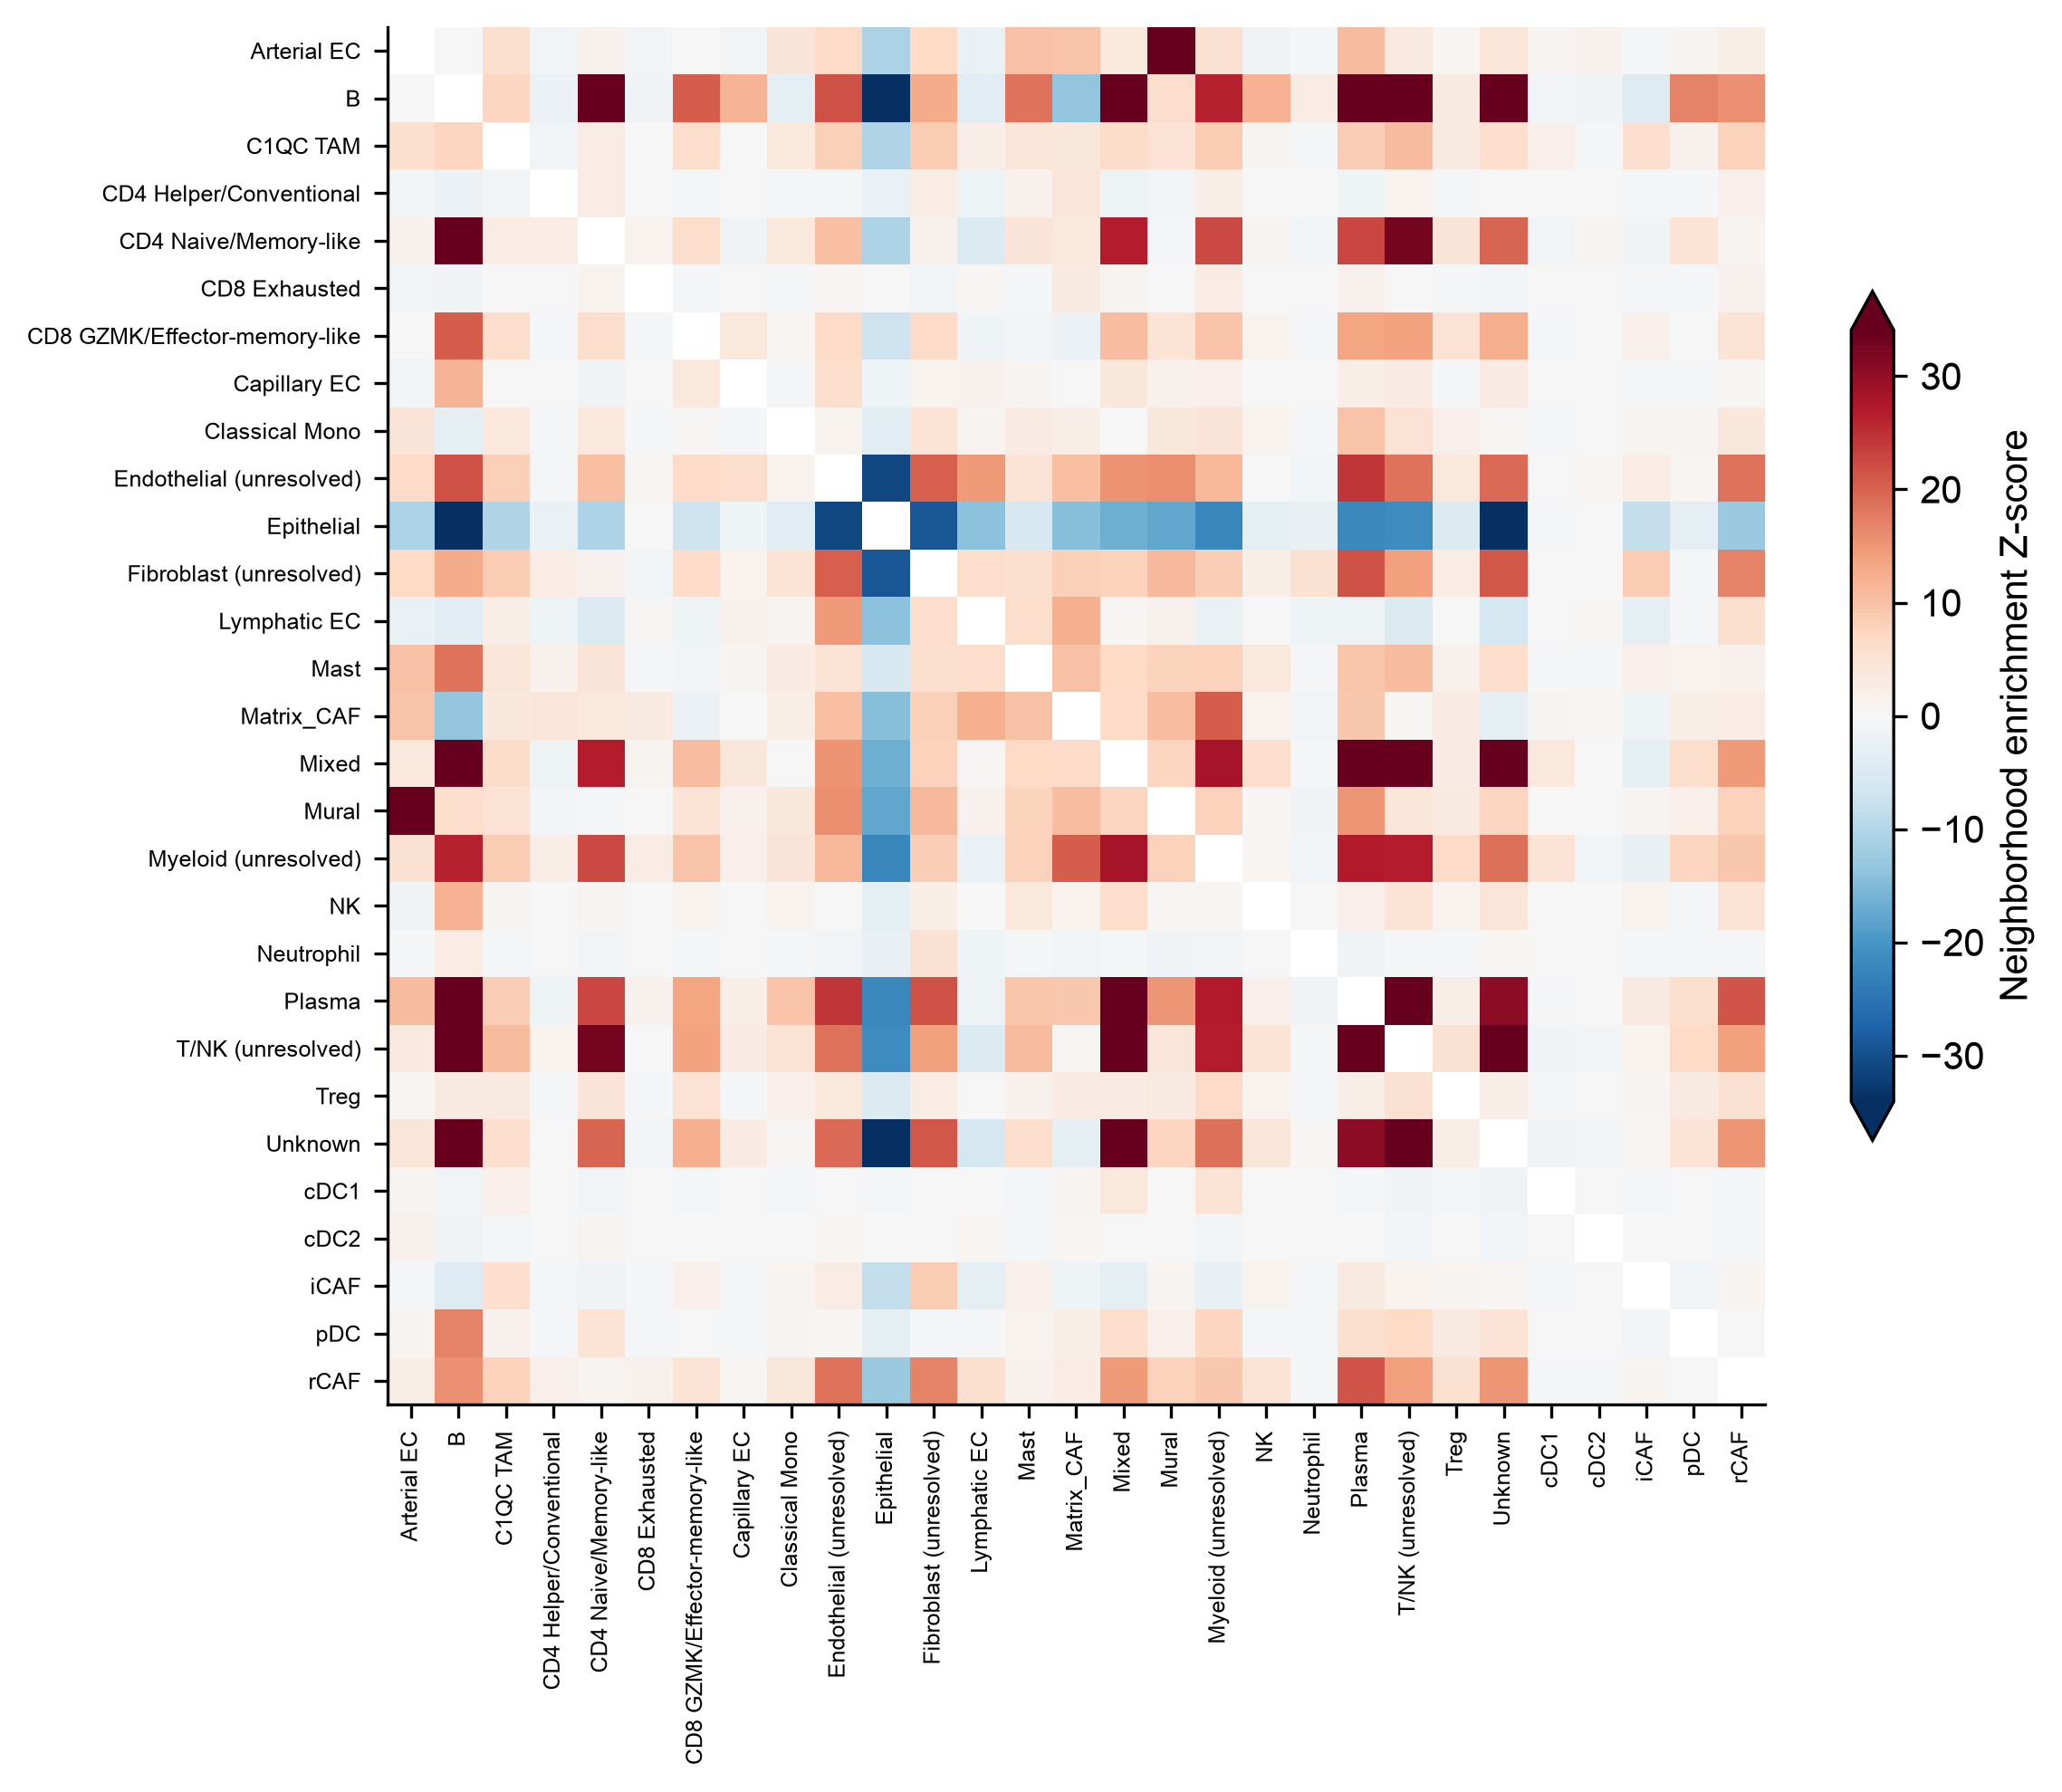 Arterial EC
B
C1QC TAM
CD4 Helper/Conventional
CD4 Naive/Memory-like
CD8 Exhausted
CD8 GZMK/Effector-memory-like
Capillary EC
Classical Mono
Endothelial (unresolved)
Epithelial
Fibroblast (unresolved)
Lymphatic EC
Mast
Matrix_CAF
Mixed
Mural
Myeloid (unresolved)
NK
Neutrophil
Plasma
T/NK (unresolved)
Treg
Unknown
cDC1
cDC2
iCAF
pDC
rCAF
Arterial EC
B
C1QC TAM
CD4 Helper/Conventional
CD4 Naive/Memory-like
CD8 Exhausted
CD8 GZMK/Effector-memory-like
Capillary EC
Classical Mono
Endothelial (unresolved)
Epithelial
Fibroblast (unresolved)
Lymphatic EC
Mast
Matrix_CAF
Mixed
Mural
Myeloid (unresolved)
NK
Neutrophil
Plasma
T/NK (unresolved)
Treg
Unknown
cDC1
cDC2
iCAF
pDC
rCAF
30
20
10
0
−10
−20
−30
Neighborhood enrichment Z-score